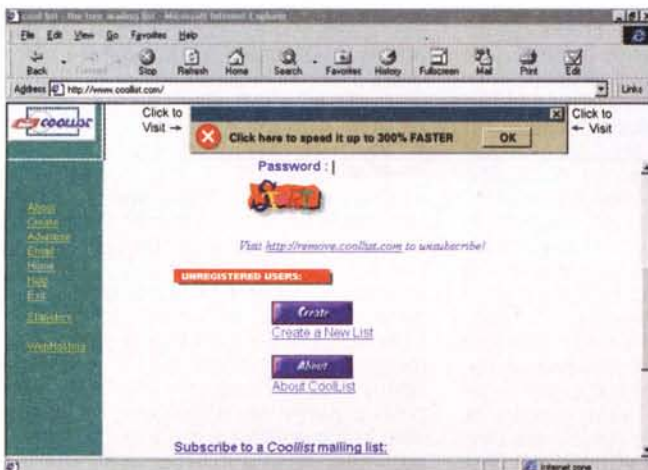 cool list - the free mailing list - Microsoft Internet Explorer
File Edit View Go Favorites Help
Back Stop Refresh Home Search Favorites History Fullscreen Mail Print Edit
Address http://www.coollist.com/ Links
COOLLIST
Click to
Visit →
Click here to speed it up to 300% FASTER OK
Click to
← Visit
Password :
START
Visit http://remove.coollist.com to unsubscribe!
About
Create
Advertise
Email
Home
Help
Exit
Statistics
WebHosting
UNREGISTERED USERS:
Create
Create a New List
About
About CoolList
Subscribe to a Coollist mailing list:
Internet zone